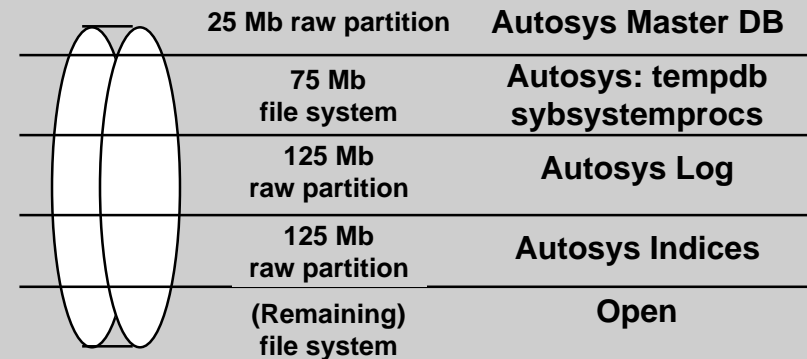 25 Mb raw partition Autosys Master DB
75 Mb
file system
Autosys: tempdb
sybsystemprocs
125 Mb
raw partition
Autosys Log
125 Mb
raw partition
Autosys Indices
(Remaining)
file system
Open